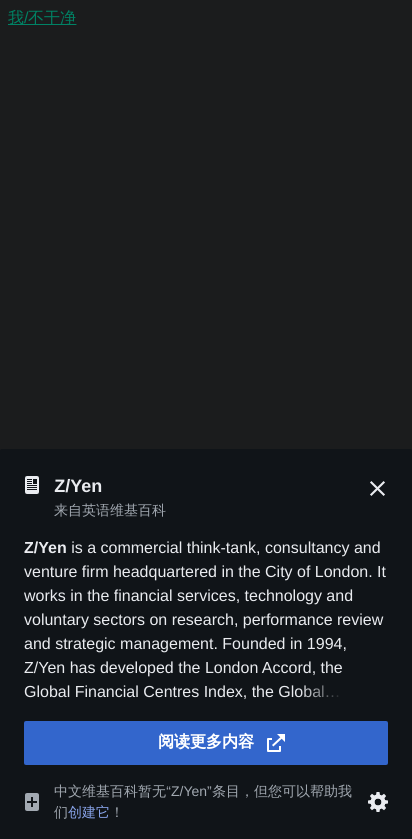 我/不干净
Z/Yen
来自英语维基百科
Z/Yen is a commercial think-tank, consultancy and
venture firm headquartered in the City of London. It
works in the financial services, technology and
voluntary sectors on research, performance review
and strategic management. Founded in 1994,
Z/Yen has developed the London Accord, the
Global Financial Centres Index, the Global…
阅读更多内容
中文维基百科暂无“Z/Yen”条目，但您可以帮助我
们创建它！